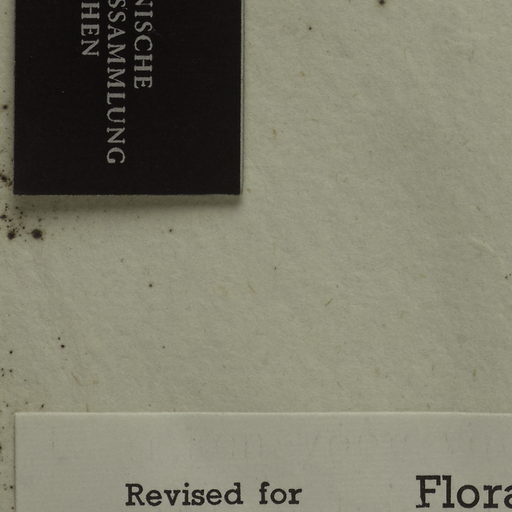 NISCHE
SSAMMLUNG
HEN
Revised for Flora